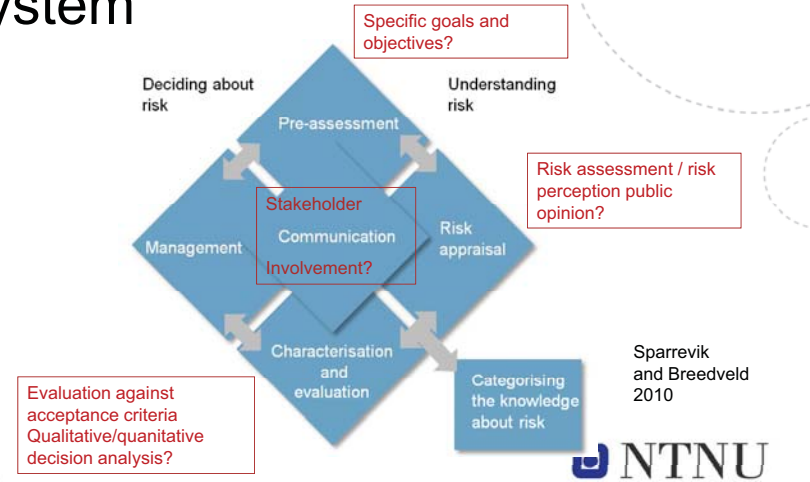 ystem
Specific goals and
objectives?
Deciding about
risk
Understanding
risk
Pre-assessment
Risk assessment / risk
perception public
opinion?
Stakeholder
Communication
Involvement?
Management
Risk
appraisal
Characterisation
and
evaluation
Categorising
the knowledge
about risk
Sparrevik
and Breedveld
2010
Evaluation against
acceptance criteria
Qualitative/quanitative
decision analysis?
NTNU